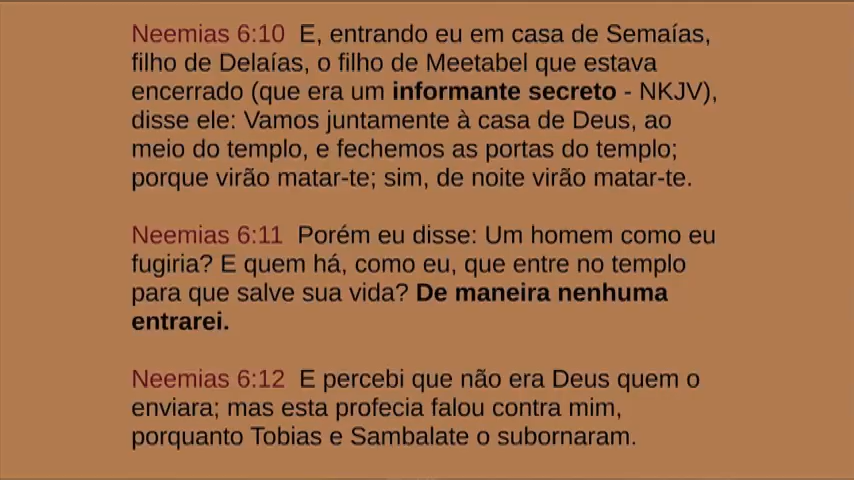 Neemias 6:10 E, entrando eu em casa de Semaías,
filho de Delaías, o filho de Meetabel que estava
encerrado (que era um informante secreto - NKJV),
disse ele: Vamos juntamente à casa de Deus, ao
meio do templo, e fechemos as portas do templo;
porque virão matar-te; sim, de noite virão matar-te.
Neemias 6:11 Porém eu disse: Um homem como eu
fugiria? E quem há, como eu, que entre no templo
para que salve sua vida? De maneira nenhuma
entrarei.
Neemias 6:12 E percebi que não era Deus quem o
enviara; mas esta profecia falou contra mim,
porquanto Tobias e Sambalate o subornaram.